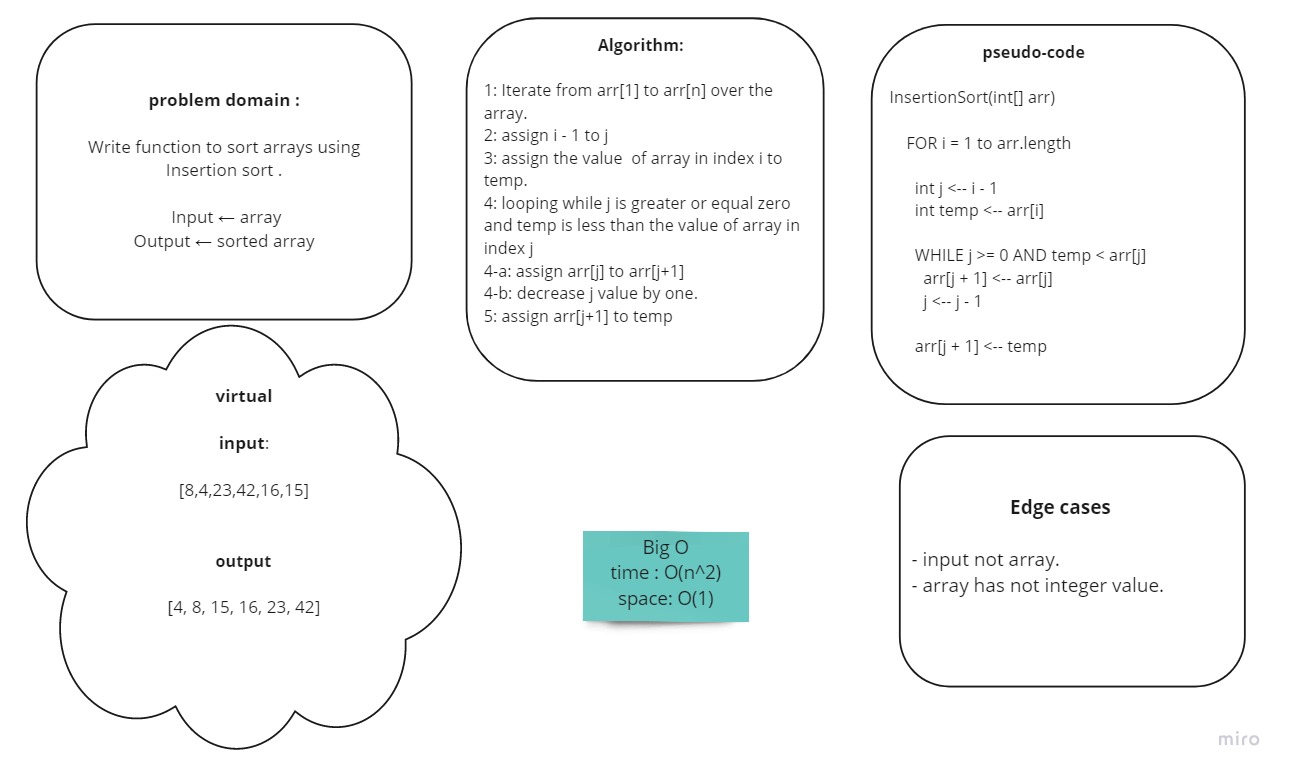 problem domain :
Write function to sort arrays using
Insertion sort .
Input ← array
Output ← sorted array
Algorithm:
1: Iterate from arr[1] to arr[n] over the
array.
2: assign i - 1 to j
3: assign the value  of array in index i to
temp.
4: looping while j is greater or equal zero
and temp is less than the value of array in
index j
4-a: assign arr[j] to arr[j+1]
4-b: decrease j value by one.
5: assign arr[j+1] to temp
pseudo-code
InsertionSort(int[] arr)
FOR i = 1 to arr.length
int j <-- i - 1
int temp <-- arr[i]
WHILE j >= 0 AND temp < arr[j]
arr[j + 1] <-- arr[j]
j <-- j - 1
arr[j + 1] <-- temp
virtual
input:
[8,4,23,42,16,15]
output
[4, 8, 15, 16, 23, 42]
Big O
time : O(n^2)
space: O(1)
Edge cases
- input not array.
- array has not integer value.
miro